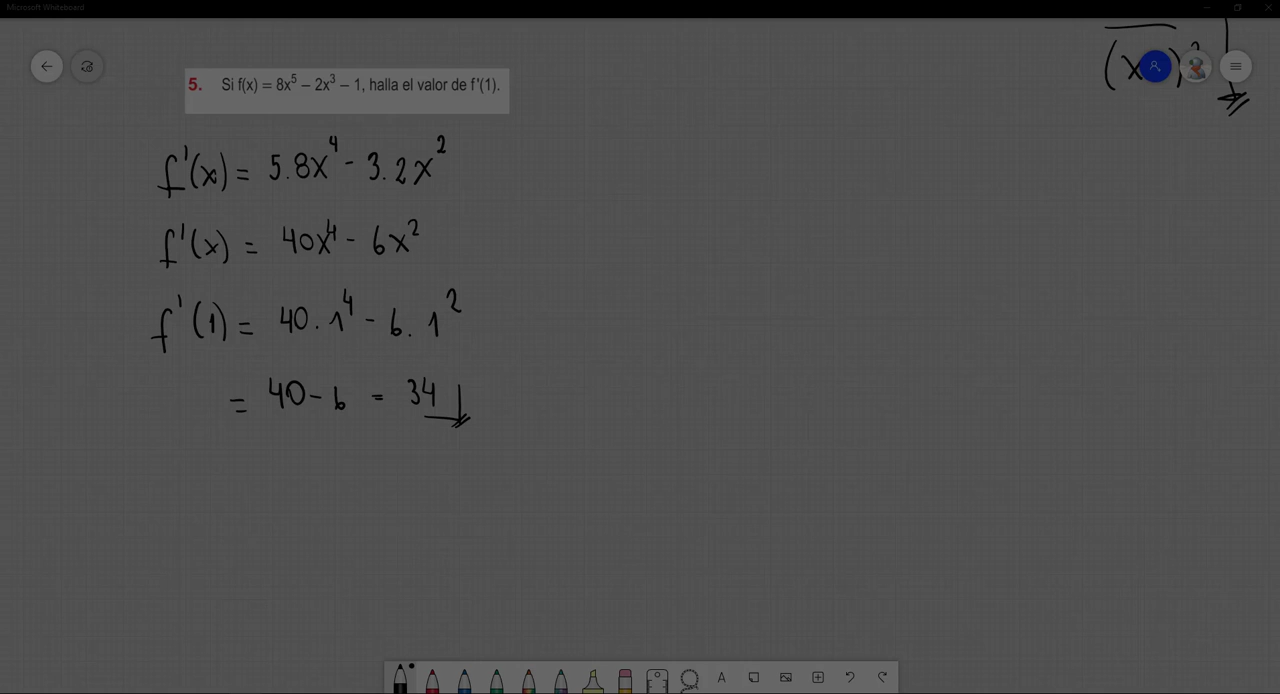 Microsoft Whiteboard
(x )²
5. Si f(x) = 8x⁵ − 2x³ − 1, halla el valor de f'(1).
f'(x) = 5.8x⁴ - 3.2x²
f'(x) = 40x⁴ - 6x²
f'(1) = 40.1⁴ - 6.1²
= 40 - 6 = 34
A